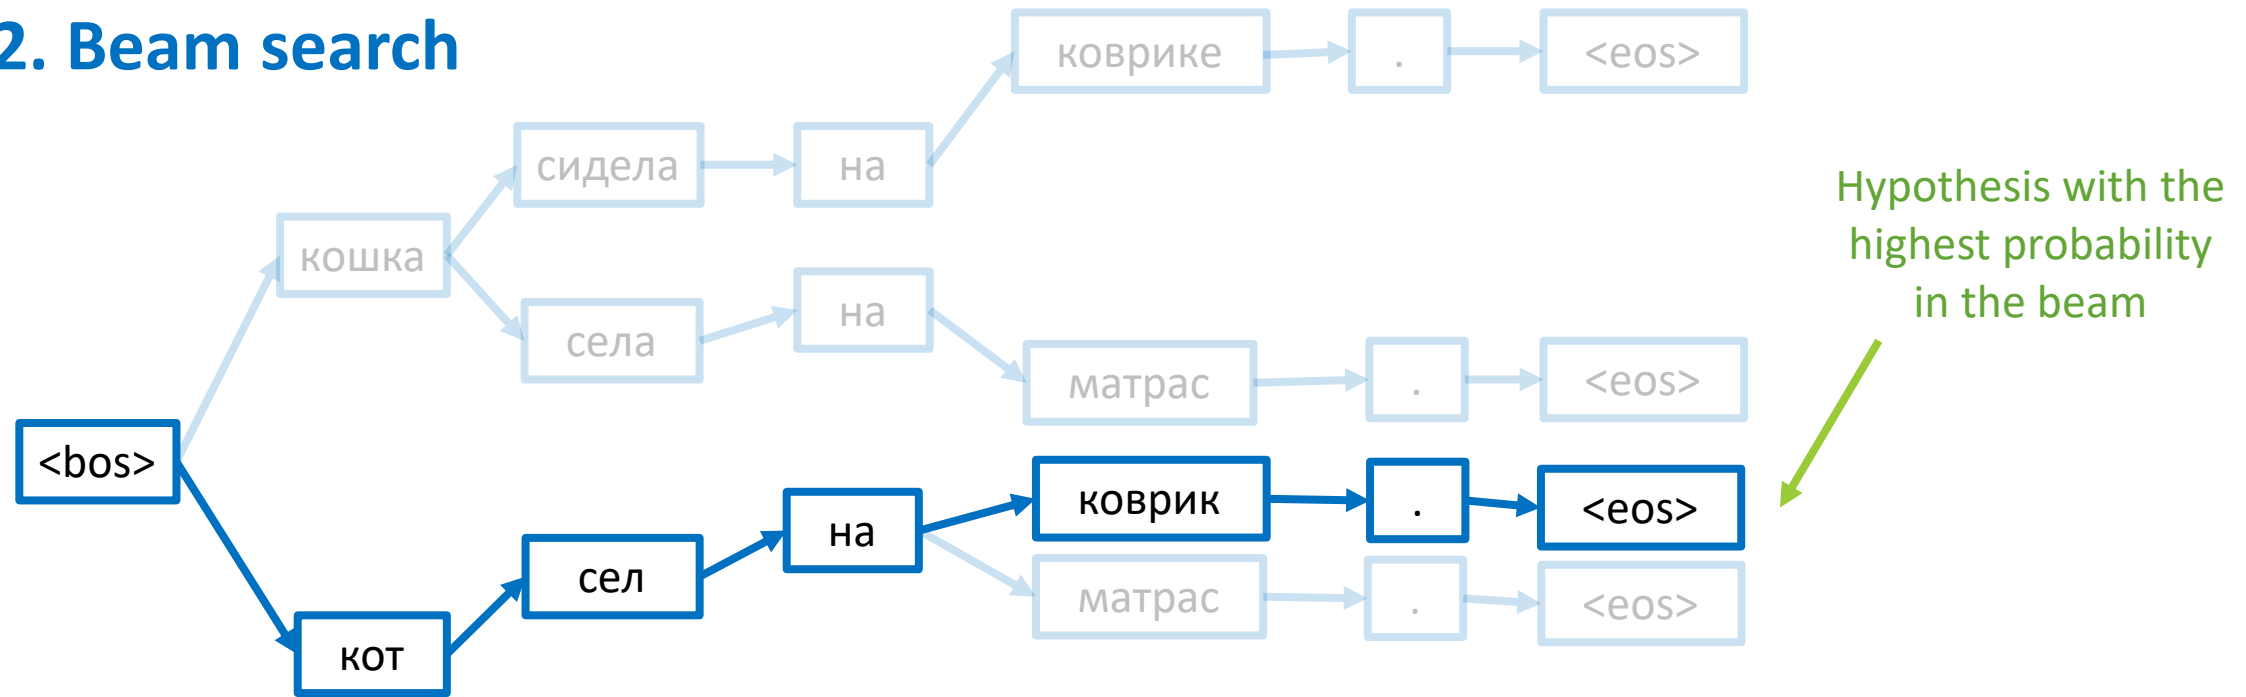 2. Beam search
коврике . <eos>
сидела на
кошка
села на
матрас . <eos>
Hypothesis with the
highest probability
in the beam
<bos>
кот сел на коврик . <eos>
матрас . <eos>